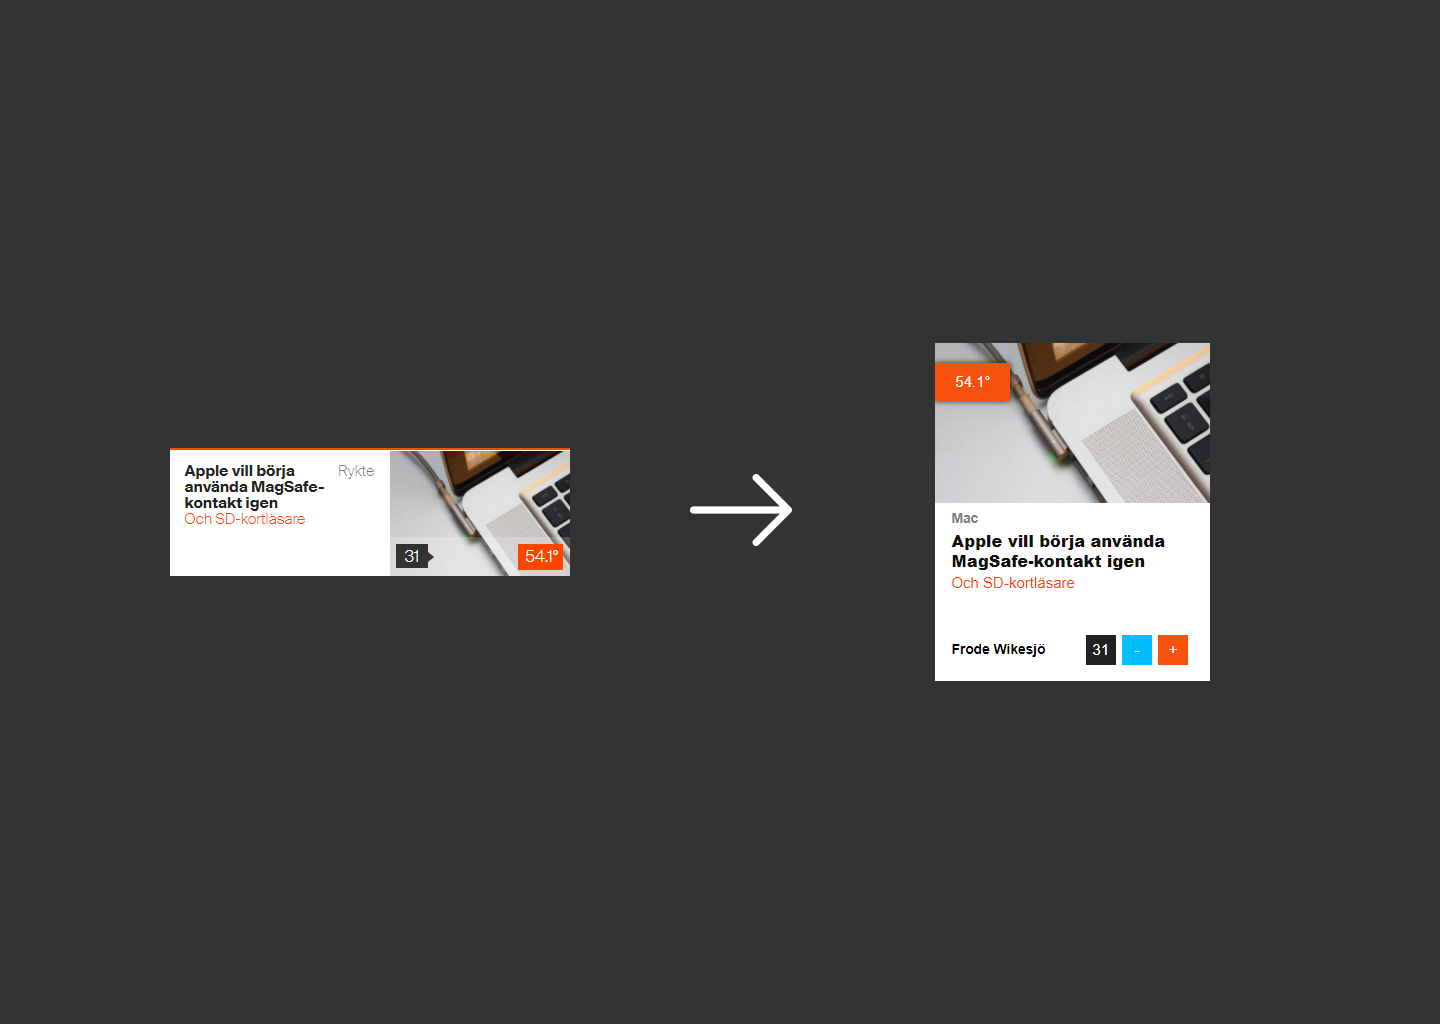 Apple vill börja
använda MagSafe-
kontakt igen
Och SD-kortläsare
Rykte
31
54.1°
54.1°
Mac
Apple vill börja använda
MagSafe-kontakt igen
Och SD-kortläsare
Frode Wikesjö
31
-
+